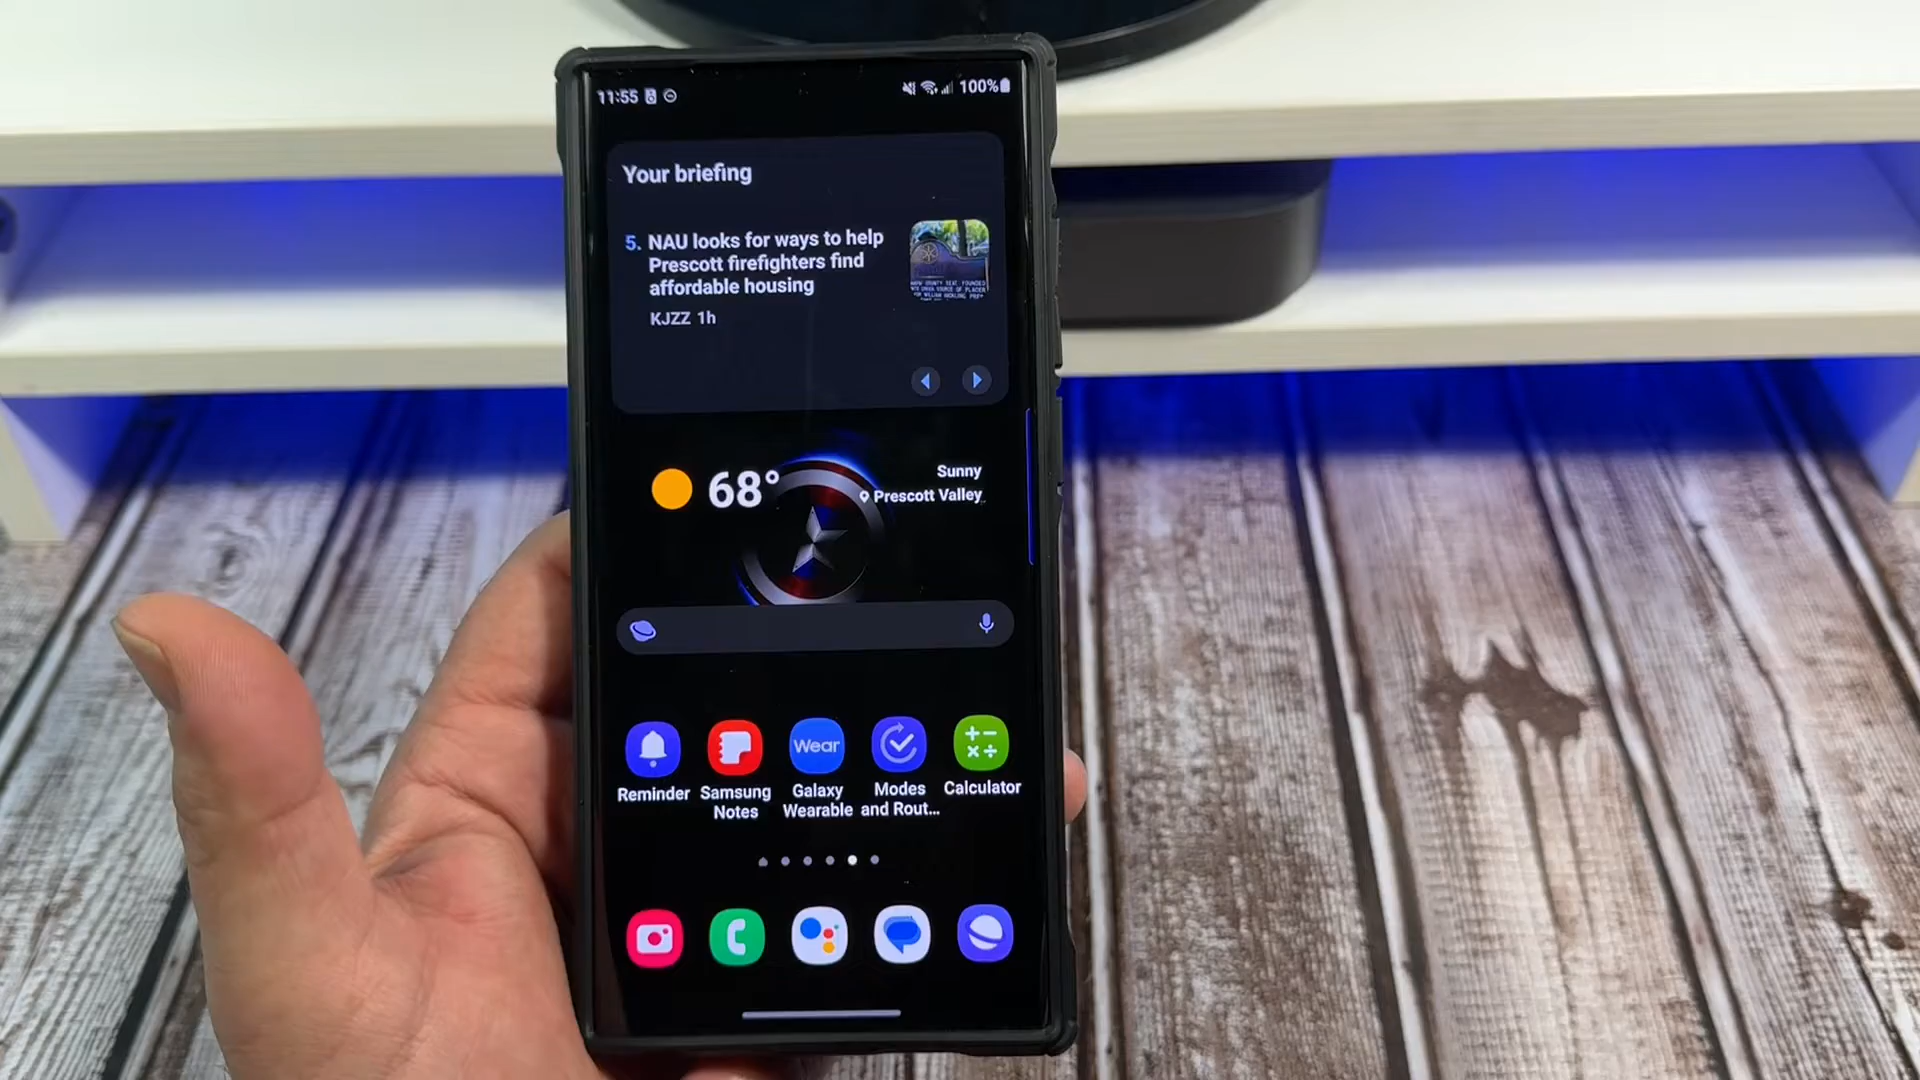 11:55
100%
Your briefing
5. NAU looks for ways to help
Prescott firefighters find
affordable housing
KJZZ 1h
68°
Sunny
Prescott Valley
Reminder
Samsung
Notes
Wear
Galaxy
Wearable
Modes
and Rout...
Calculator